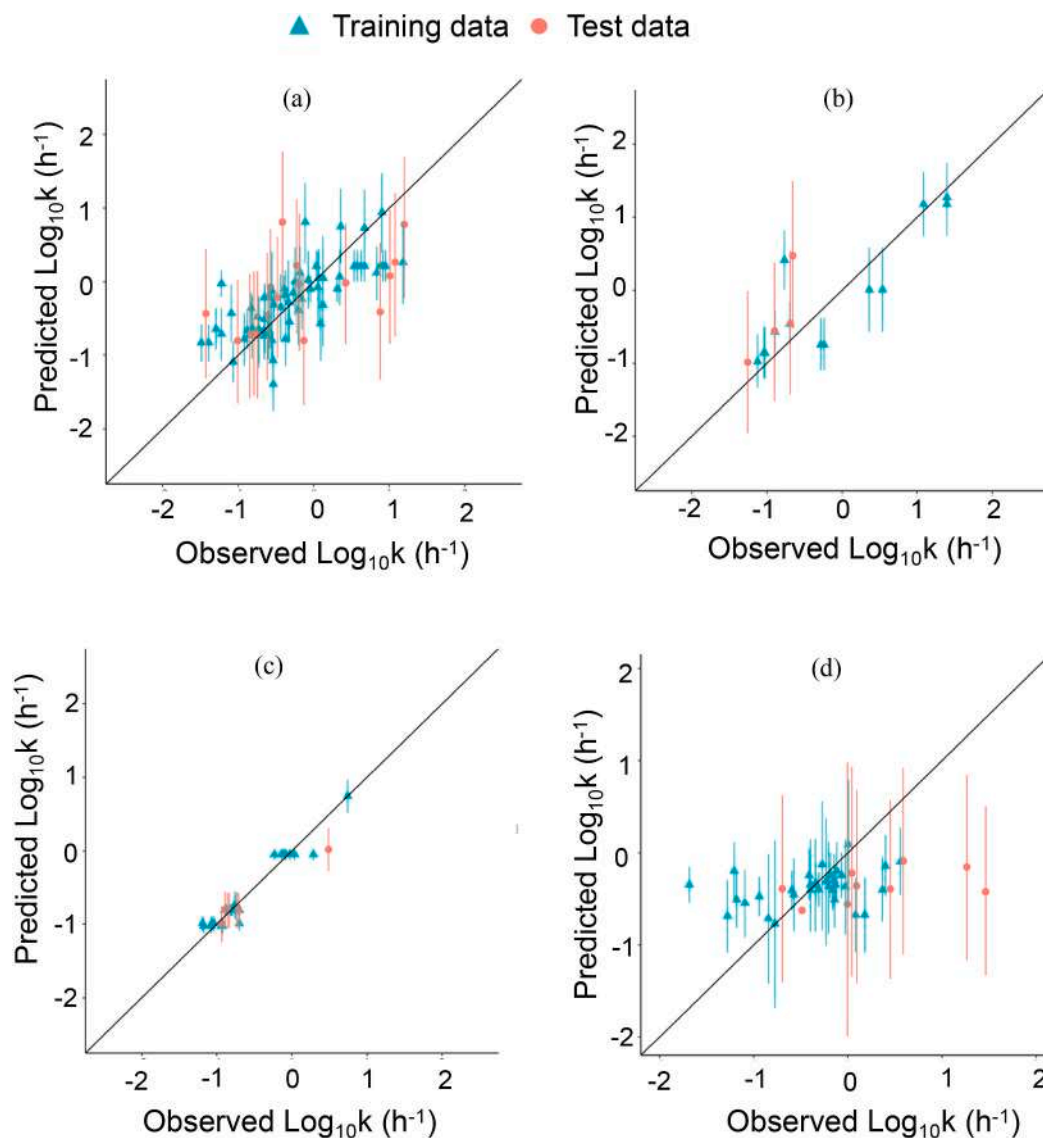 Training data Test data
(a)
Predicted Log₁₀k (h⁻¹)
2
1
0
-1
-2
-2 -1 0 1 2
Observed Log₁₀k (h⁻¹)
(b)
Predicted Log₁₀k (h⁻¹)
2
1
0
-1
-2
-2 -1 0 1 2
Observed Log₁₀k (h⁻¹)
(c)
Predicted Log₁₀k (h⁻¹)
2
1
0
-1
-2
-2 -1 0 1 2
Observed Log₁₀k (h⁻¹)
(d)
Predicted Log₁₀k (h⁻¹)
2
1
0
-1
-2
-2 -1 0 1 2
Observed Log₁₀k (h⁻¹)